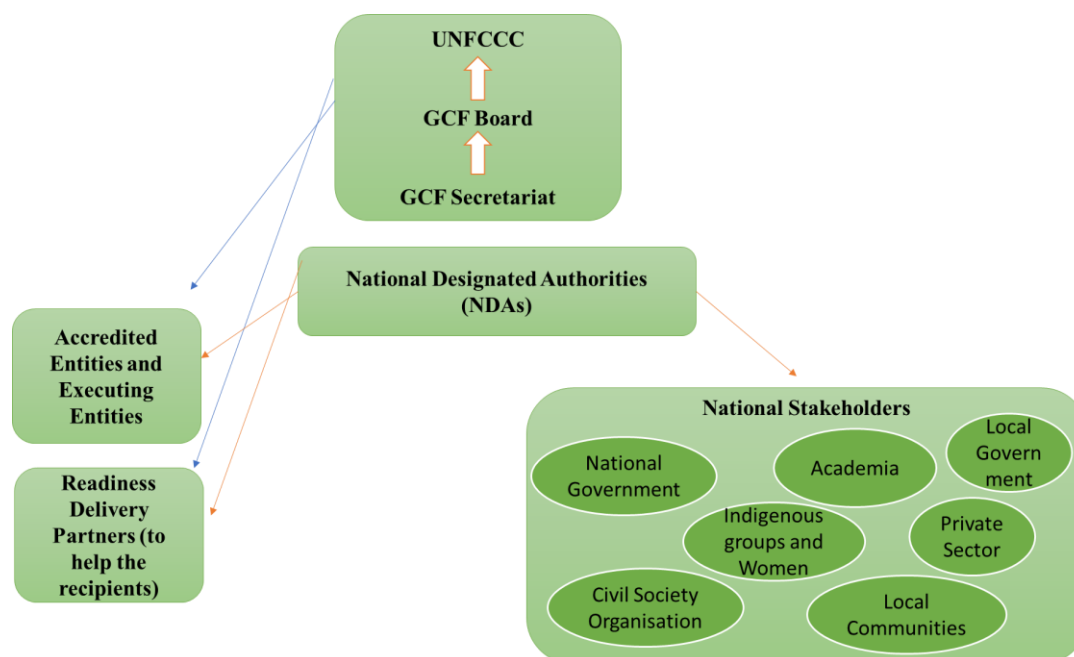 UNFCCC
GCF Board
GCF Secretariat
National Designated Authorities
(NDAs)
Accredited
Entities and
Executing
Entities
Readiness
Delivery
Partners (to
help the
recipients)
National Stakeholders
National
Government
Academia
Local
Govern
ment
Indigenous
groups and
Women
Private
Sector
Civil Society
Organisation
Local
Communities